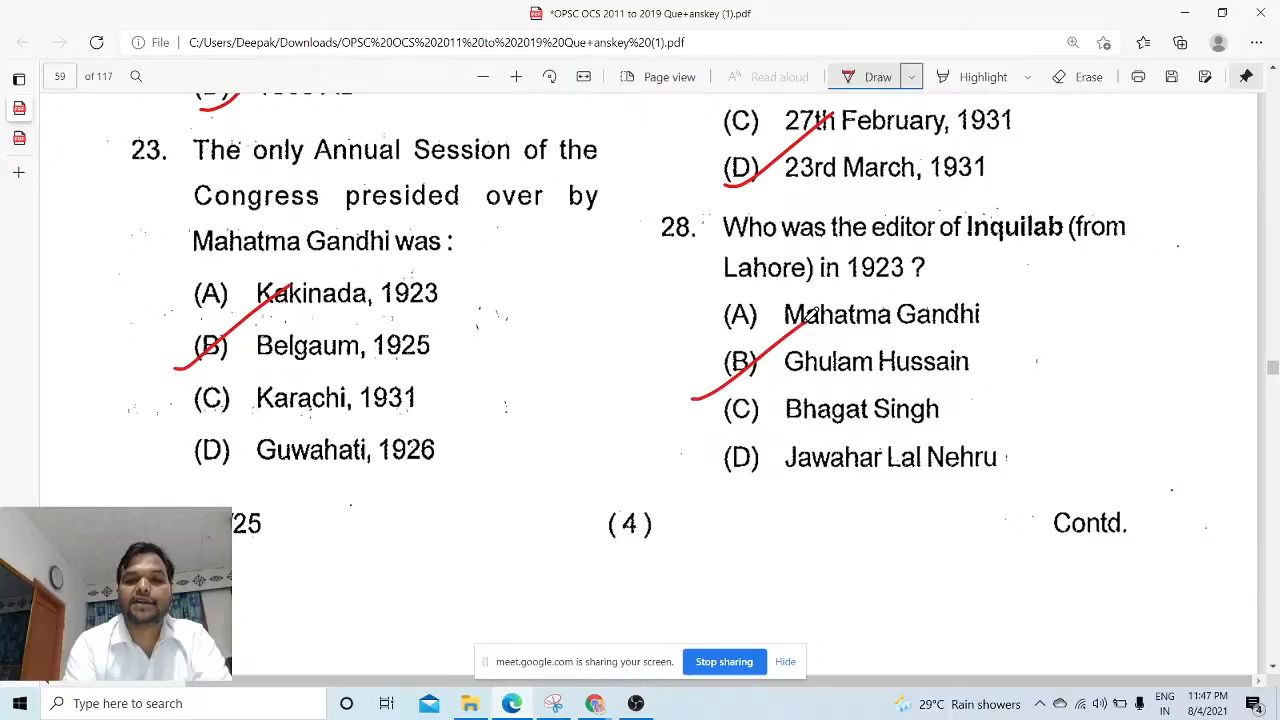 *OPSC OCS 2011 to 2019 Que+anskey (1).pdf
File C:/Users/Deepak/Downloads/OPSC%20OCS%202011%20to%202019%20Que+anskey%20(1).pdf
59 of 117 Page view Read aloud Draw Highlight Erase
23. The only Annual Session of the
Congress presided over by
Mahatma Gandhi was :
(A) Kakinada, 1923
(B) Belgaum, 1925
(C) Karachi, 1931
(D) Guwahati, 1926
(C) 27th February, 1931
(D) 23rd March, 1931
28. Who was the editor of Inquilab (from
Lahore) in 1923 ?
(A) Mahatma Gandhi
(B) Ghulam Hussain
(C) Bhagat Singh
(D) Jawahar Lal Nehru
/25 ( 4 ) Contd.
meet.google.com is sharing your screen. Stop sharing Hide
Type here to search
29°C Rain showers
ENG
IN
11:47 PM
8/4/2021
4